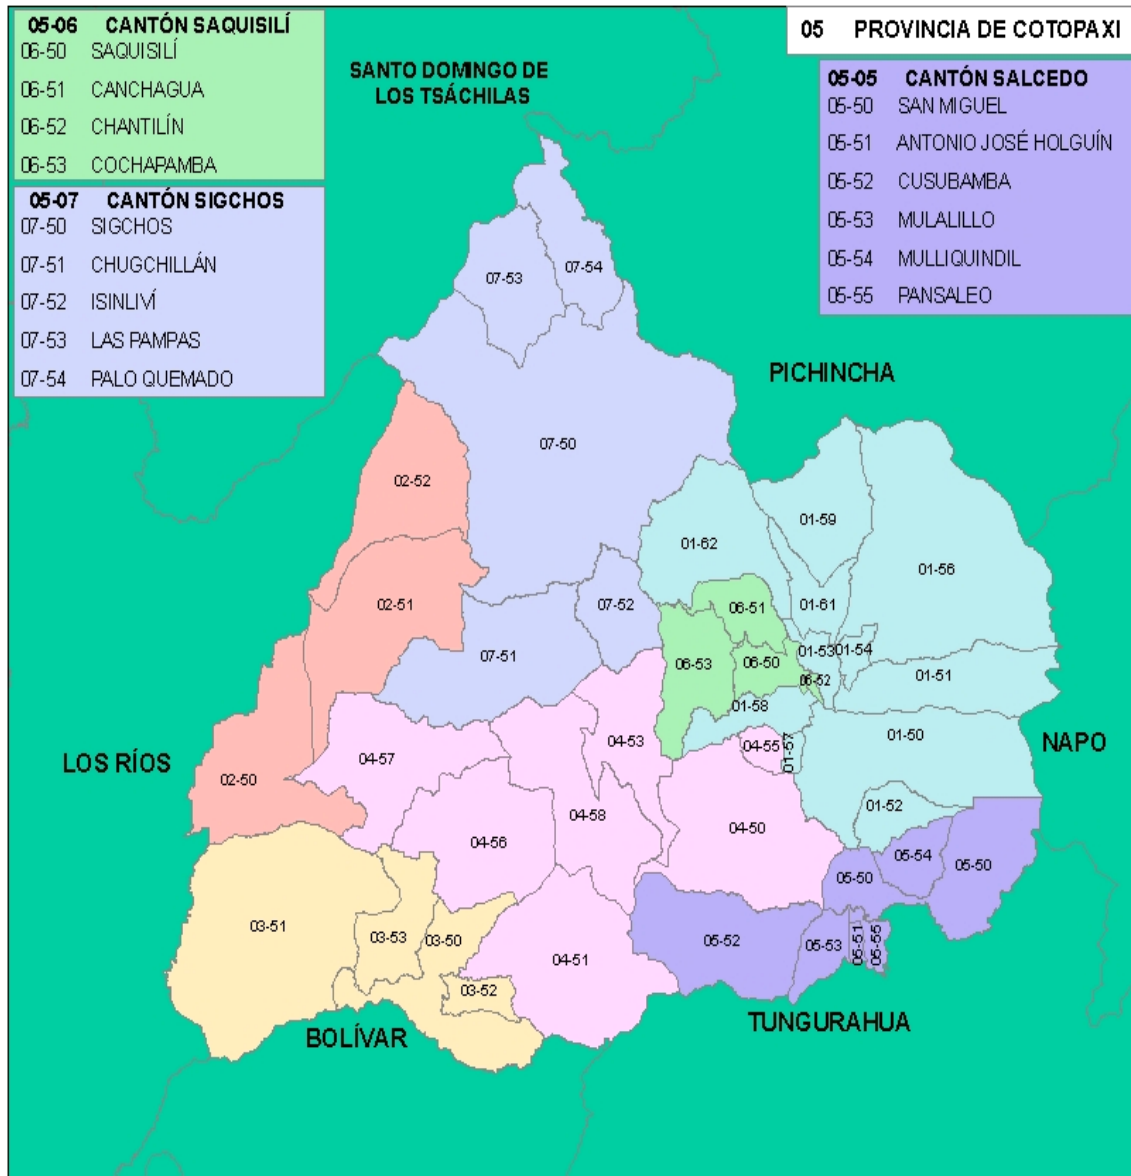 05-06 CANTÓN SAQUISILÍ
06-50 SAQUISILÍ
06-51 CANCHAGUA
06-52 CHANTILÍN
06-53 COCHAPAMBA
05-07 CANTÓN SIGCHOS
07-50 SIGCHOS
07-51 CHUGCHILLÁN
07-52 ISINLIVÍ
07-53 LAS PAMPAS
07-54 PALO QUEMADO
05 PROVINCIA DE COTOPAXI
05-05 CANTÓN SALCEDO
05-50 SAN MIGUEL
05-51 ANTONIO JOSÉ HOLGUÍN
05-52 CUSUBAMBA
05-53 MULALILLO
05-54 MULLIQUINDIL
05-55 PANSALEO
SANTO DOMINGO DE
LOS TSÁCHILAS
PICHINCHA
NAPO
TUNGURAHUA
BOLÍVAR
LOS RÍOS
07-53
07-54
07-50
02-52
01-59
01-62
01-56
02-51
07-52
06-51
01-61
07-51
06-53
06-50
01-53
01-54
06-52
01-51
01-58
04-53
04-55
01-57
01-50
04-57
02-50
04-58
04-56
04-50
01-52
05-54
05-50
05-50
03-51
03-53
03-50
04-51
05-52
05-53
05-51
05-55
03-52